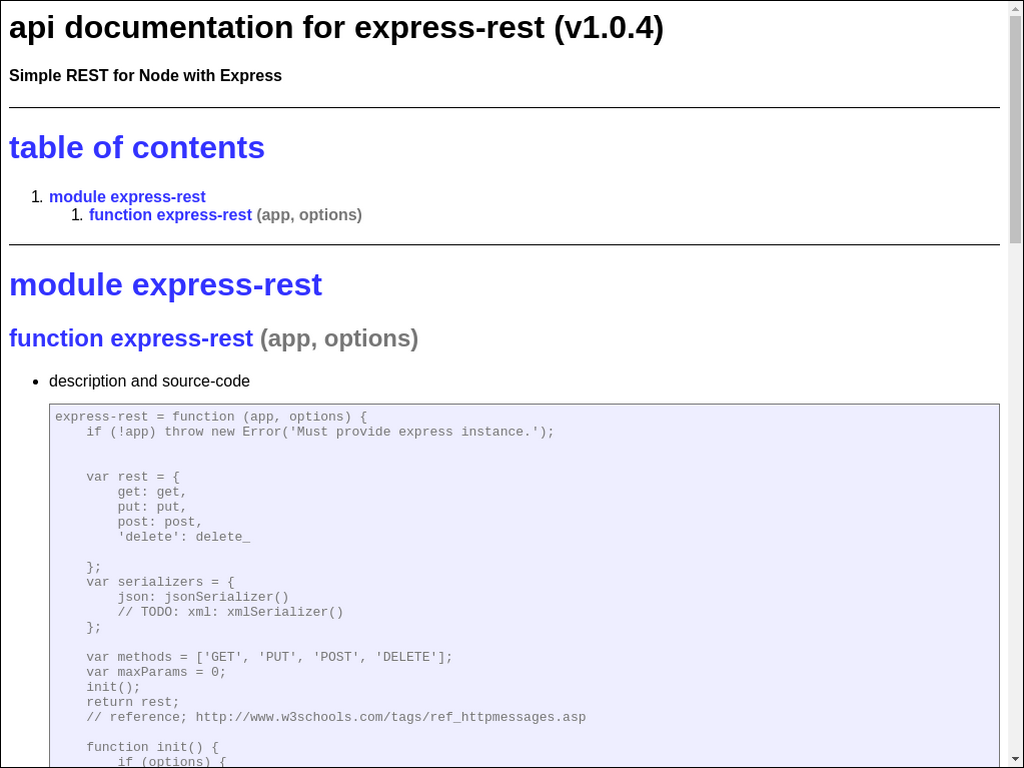 api documentation for express-rest (v1.0.4)
Simple REST for Node with Express
table of contents
1. module express-rest
1. function express-rest (app, options)
module express-rest
function express-rest (app, options)
• description and source-code
express-rest = function (app, options) {
    if (!app) throw new Error('Must provide express instance.');
    var rest = {
        get: get,
        put: put,
        post: post,
        'delete': delete_
    };
    var serializers = {
        json: jsonSerializer()
        // TODO: xml: xmlSerializer()
    };
    var methods = ['GET', 'PUT', 'POST', 'DELETE'];
    var maxParams = 0;
    init();
    return rest;
    // reference; http://www.w3schools.com/tags/ref_httpmessages.asp
    function init() {
        if (options) {